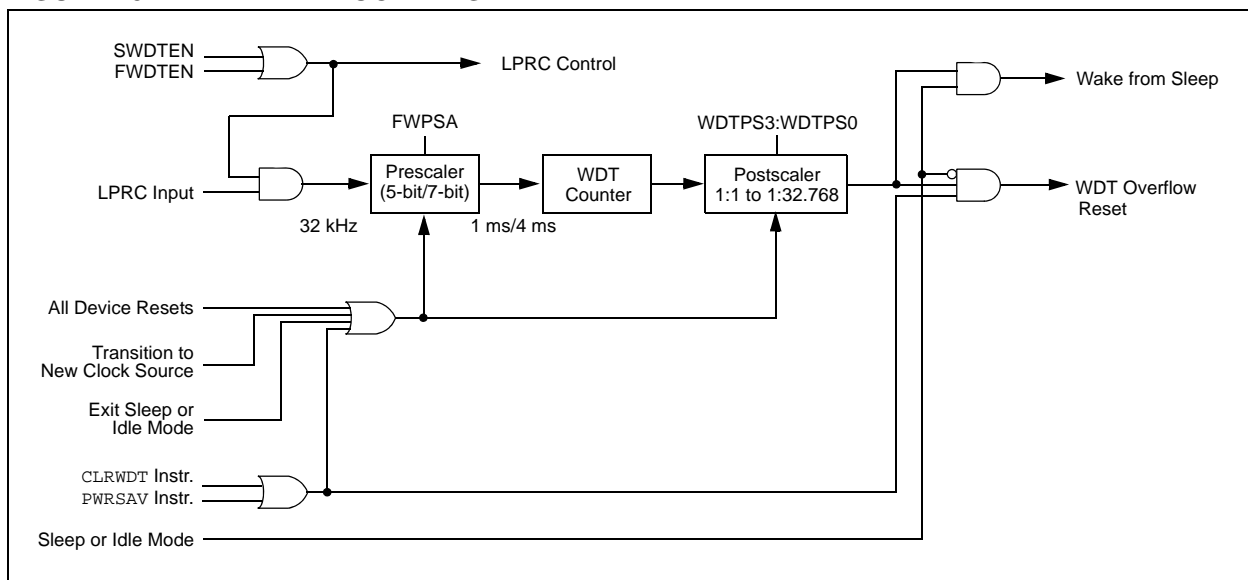 SWDTEN
FWDTEN
LPRC Control
Wake from Sleep
FWPSA
WDTPS3:WDTPS0
Prescaler
(5-bit/7-bit)
WDT
Counter
Postscaler
1:1 to 1:32.768
LPRC Input
WDT Overflow
Reset
32 kHz
1 ms/4 ms
All Device Resets
Transition to
New Clock Source
Exit Sleep or
Idle Mode
CLRWDT Instr.
PWRSAV Instr.
Sleep or Idle Mode